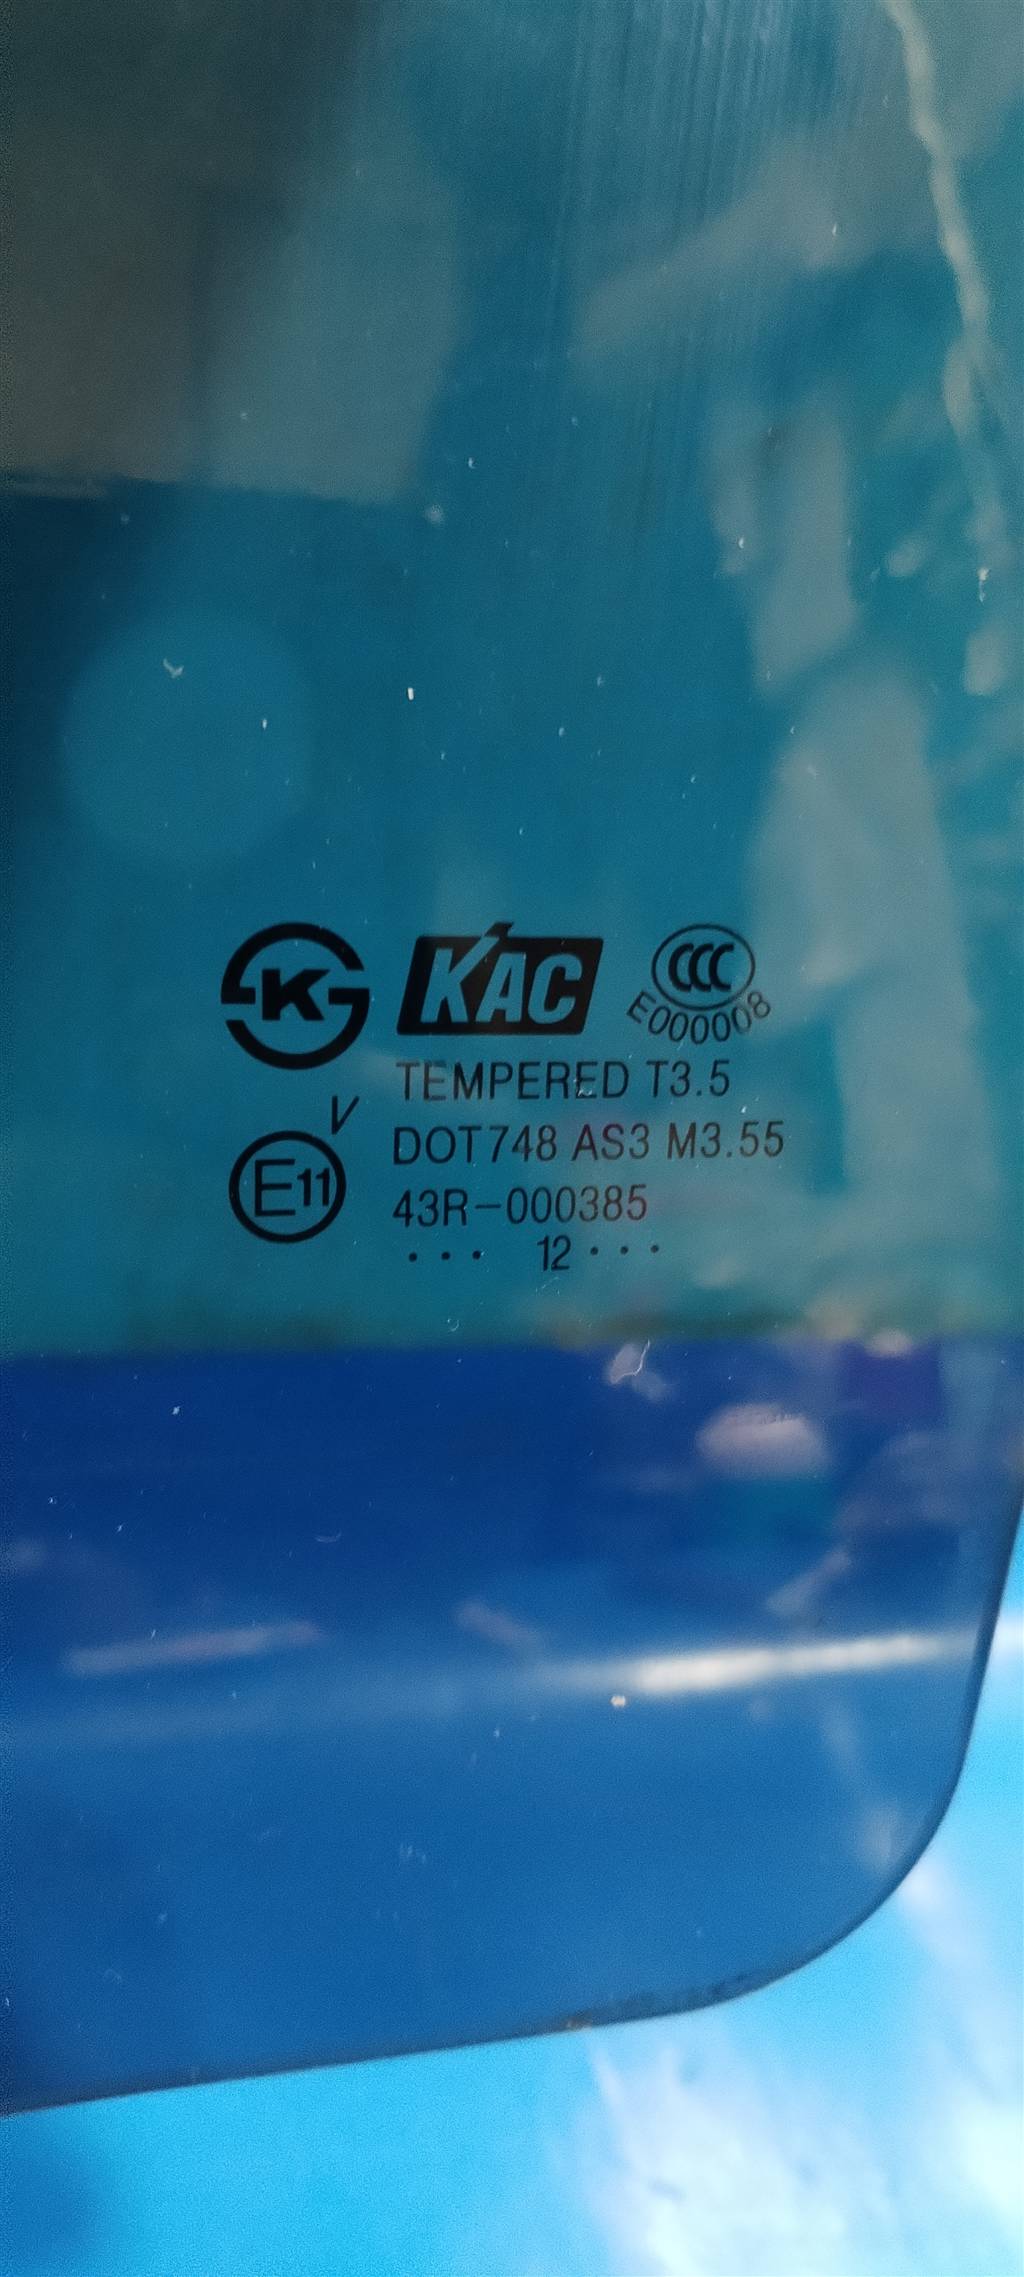 K KAC CCC
E000008
TEMPERED T3.5
V
DOT748 AS3 M3.55
E11
43R-000385
··· 12 ···